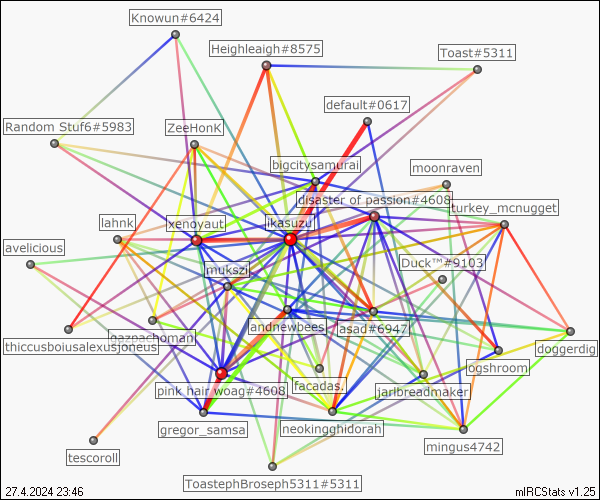 Knowun#6424
Heighleaigh#8575
Toast#5311
default#0617
Random Stuf6#5983
ZeeHonK
bigcitysamurai
moonraven
disaster of passion#4608
turkey_mcnugget
lahnk
xenoyaut
ikasuzu
avelicious
mukszi
Duck™#9103
andnewbees
asad#6947
gazpachoman
thiccusboiusalexusjoneus
doggerdig
ogshroom
facadas.
pink hair woag#4608
jarlbreadmaker
gregor_samsa
neokingghidorah
mingus4742
tescoroll
ToastephBroseph5311#5311
27.4.2024 23:46
mIRCStats v1.25